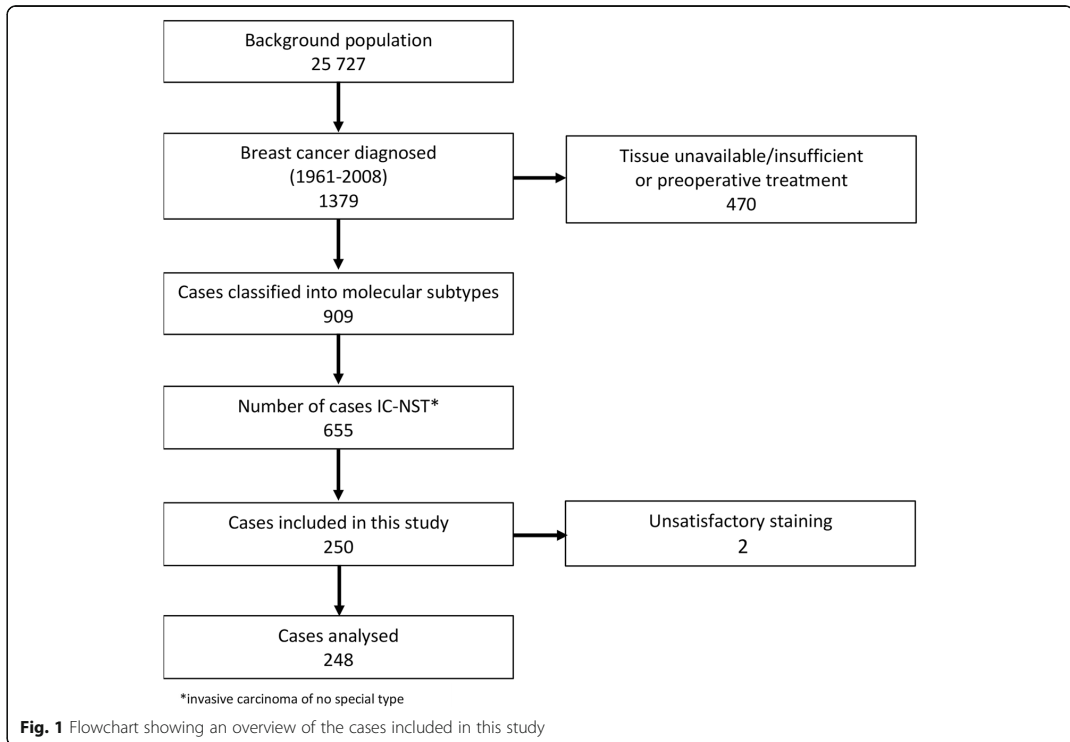 Background population
25 727
Breast cancer diagnosed
(1961-2008)
1379
Tissue unavailable/insufficient
or preoperative treatment
470
Cases classified into molecular subtypes
909
Number of cases IC-NST*
655
Cases included in this study
250
Unsatisfactory staining
2
Cases analysed
248
*invasive carcinoma of no special type
Fig. 1 Flowchart showing an overview of the cases included in this study